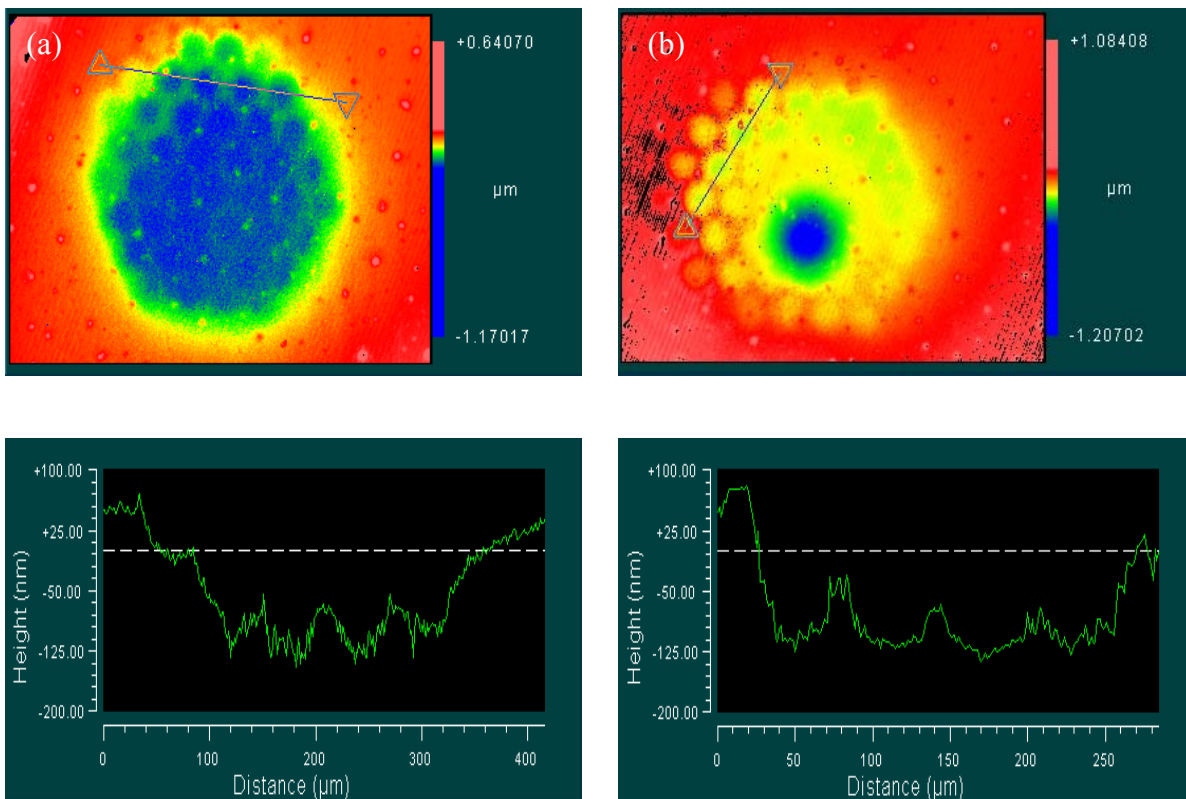 (a)
+0.64070
µm
-1.17017
(b)
+1.08408
µm
-1.20702
Height (nm)
+100.00
+25.00
-50.00
-125.00
-200.00
0 100 200 300 400
Distance (µm)
Height (nm)
+100.00
+25.00
-50.00
-125.00
-200.00
0 50 100 150 200 250
Distance (µm)